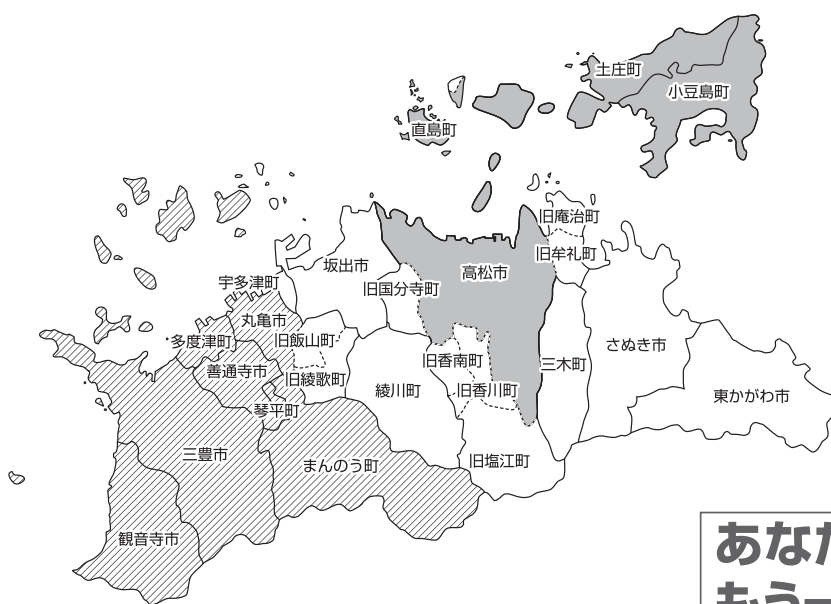 土庄町
小豆島町
直島町
旧庵治町
旧牟礼町
坂出市
高松市
宇多津町
旧国分寺町
丸亀市
多度津町
旧飯山町
さぬき市
旧香南町
三木町
善通寺市
旧綾歌町
綾川町
旧香川町
東かがわ市
琴平町
三豊市
まんのう町
旧塩江町
観音寺市
あな
もう一